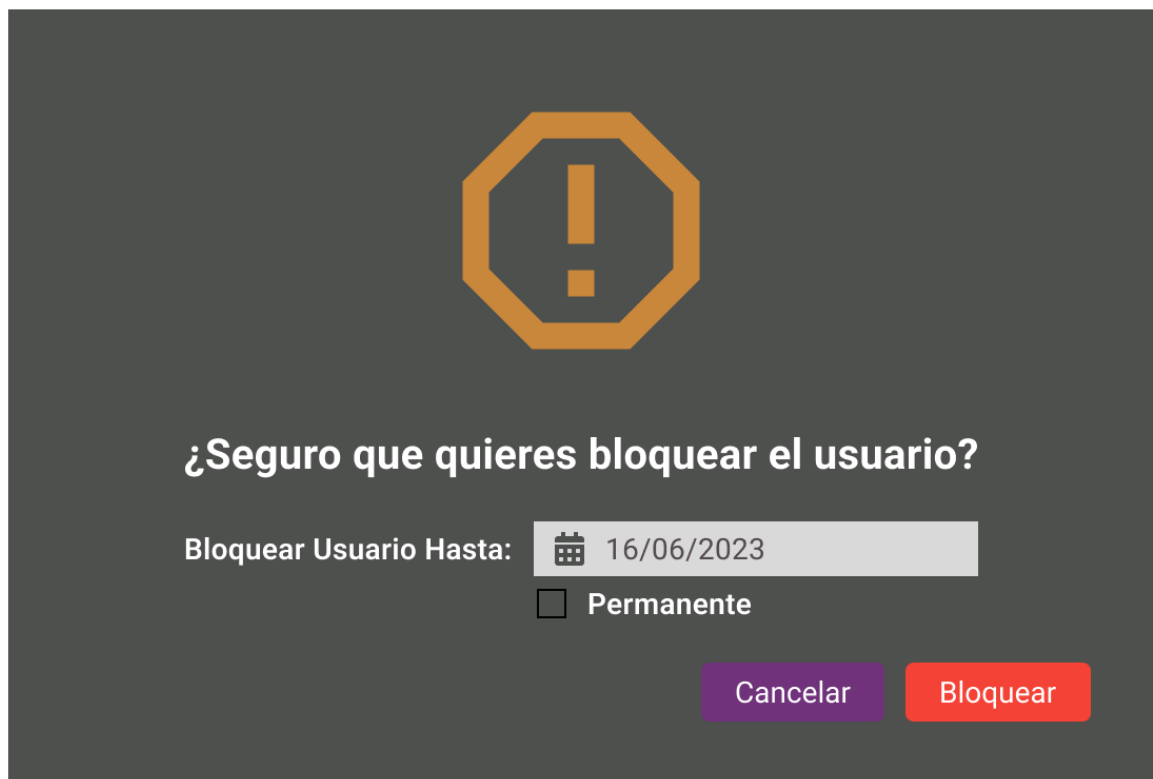 ¿Seguro que quieres bloquear el usuario?
Bloquear Usuario Hasta: 16/06/2023
Permanente
Cancelar Bloquear